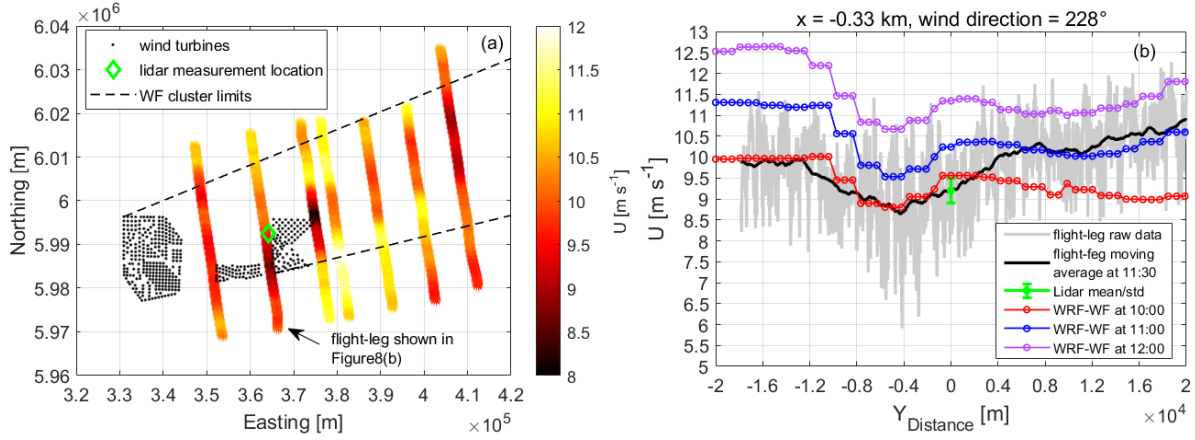 × 10⁶
6.04
6.03
6.02
6.01
6
5.99
5.98
5.97
5.96
Northing [m]
wind turbines
lidar measurement location
WF cluster limits
(a)
flight-leg shown in
Figure8(b)
3.2 3.3 3.4 3.5 3.6 3.7 3.8 3.9 4 4.1 4.2
Easting [m]
× 10⁵
12
11.5
11
10.5
10
9.5
9
8.5
8
U [m s⁻¹]
x = -0.33 km, wind direction = 228°
(b)
13
12.5
12
11.5
11
10.5
10
9.5
9
8.5
8
7.5
7
6.5
6
5.5
5
U [m s⁻¹]
flight-leg raw data
flight-feg moving
average at 11:30
Lidar mean/std
WRF-WF at 10:00
WRF-WF at 11:00
WRF-WF at 12:00
-2 -1.6 -1.2 -0.8 -0.4 0 0.4 0.8 1.2 1.6 2
Y_Distance [m]
× 10⁴